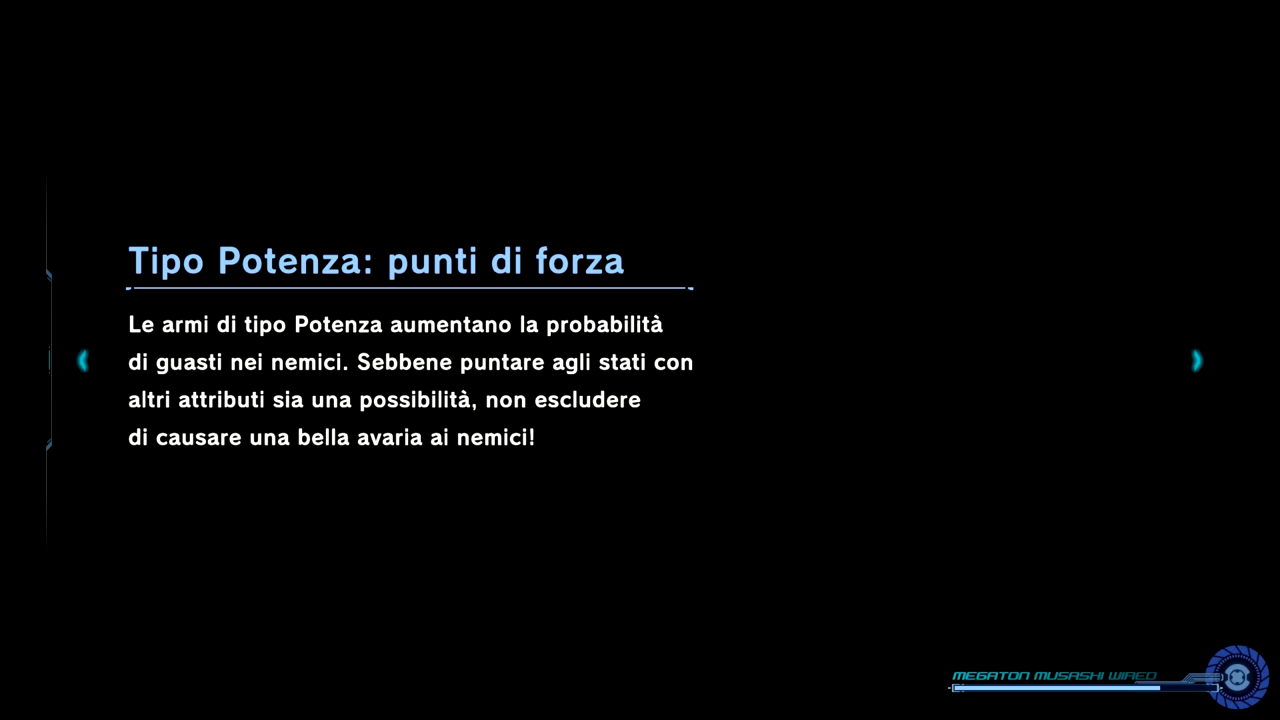 Tipo Potenza: punti di forza
Le armi di tipo Potenza aumentano la probabilità
di guasti nei nemici. Sebbene puntare agli stati con
altri attributi sia una possibilità, non escludere
di causare una bella avaria ai nemici!
MEGATON MUSASHI WIRED